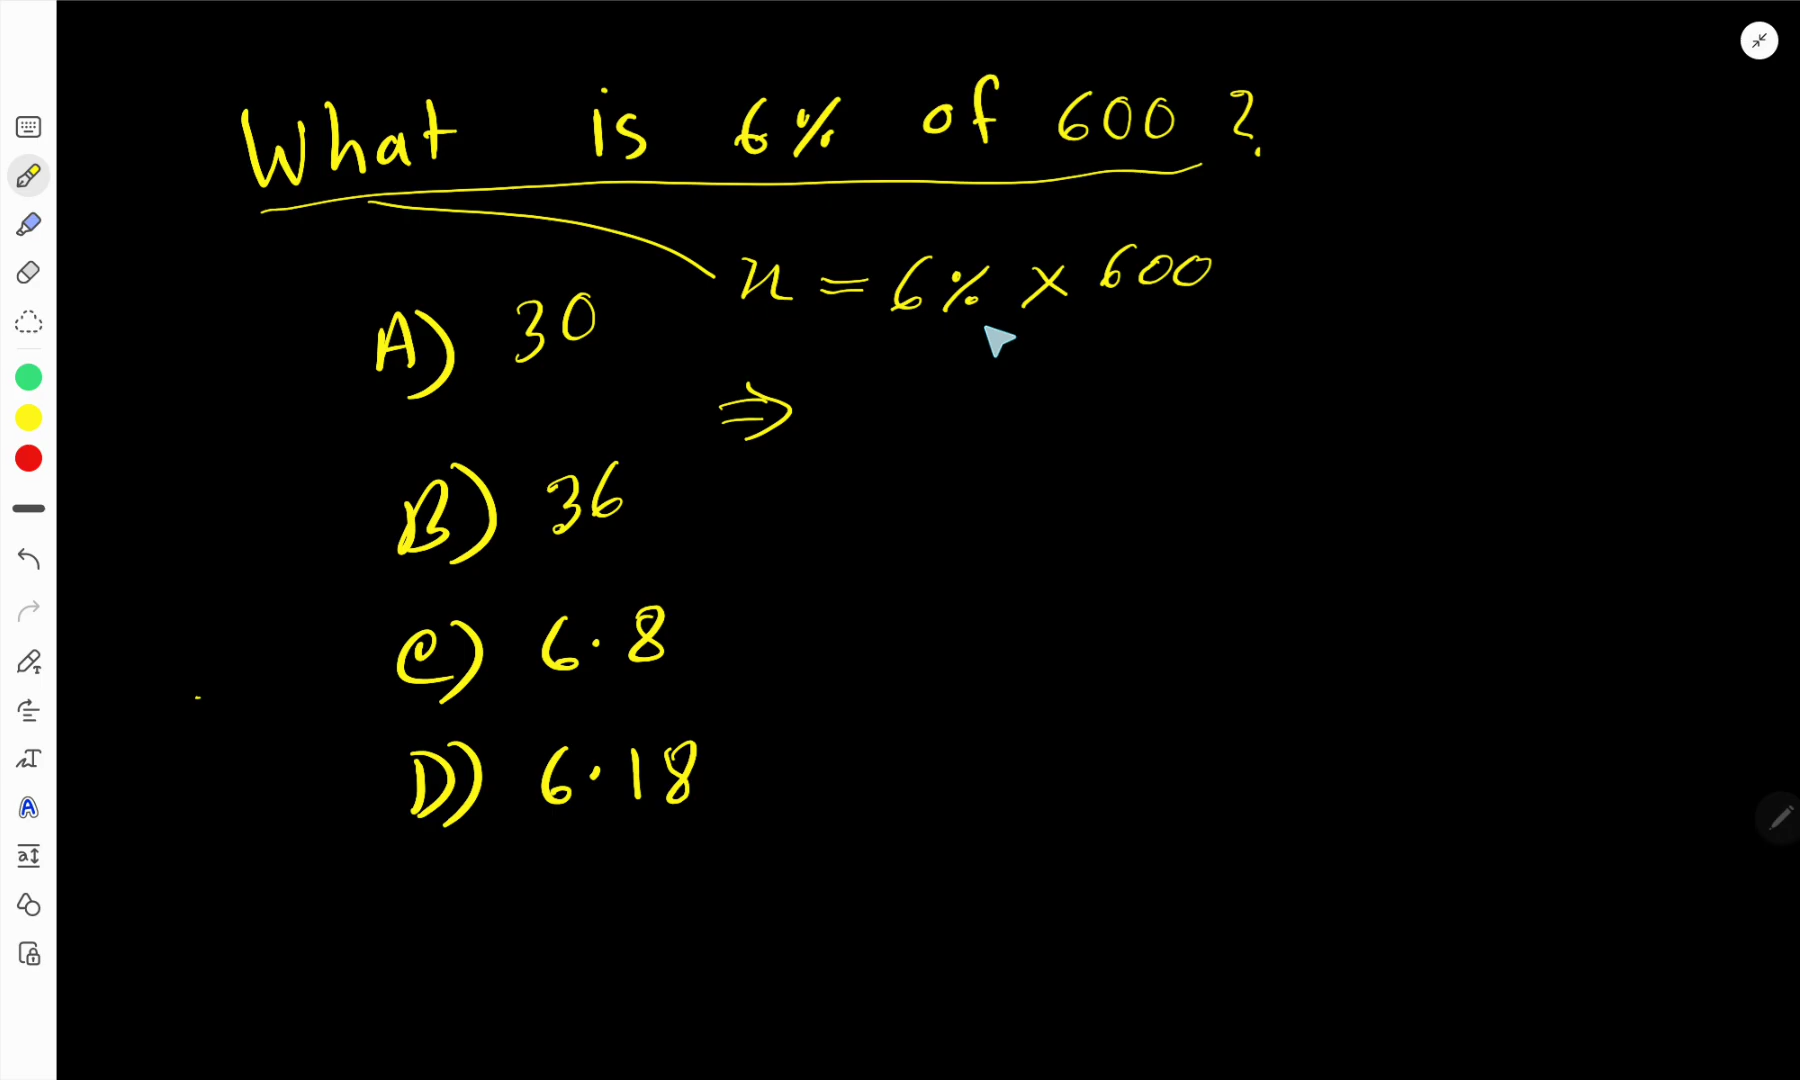 What is 6% of 600 ?
x = 6% × 600
A) 30
⇒
B) 36
C) 6.8
D) 6.18